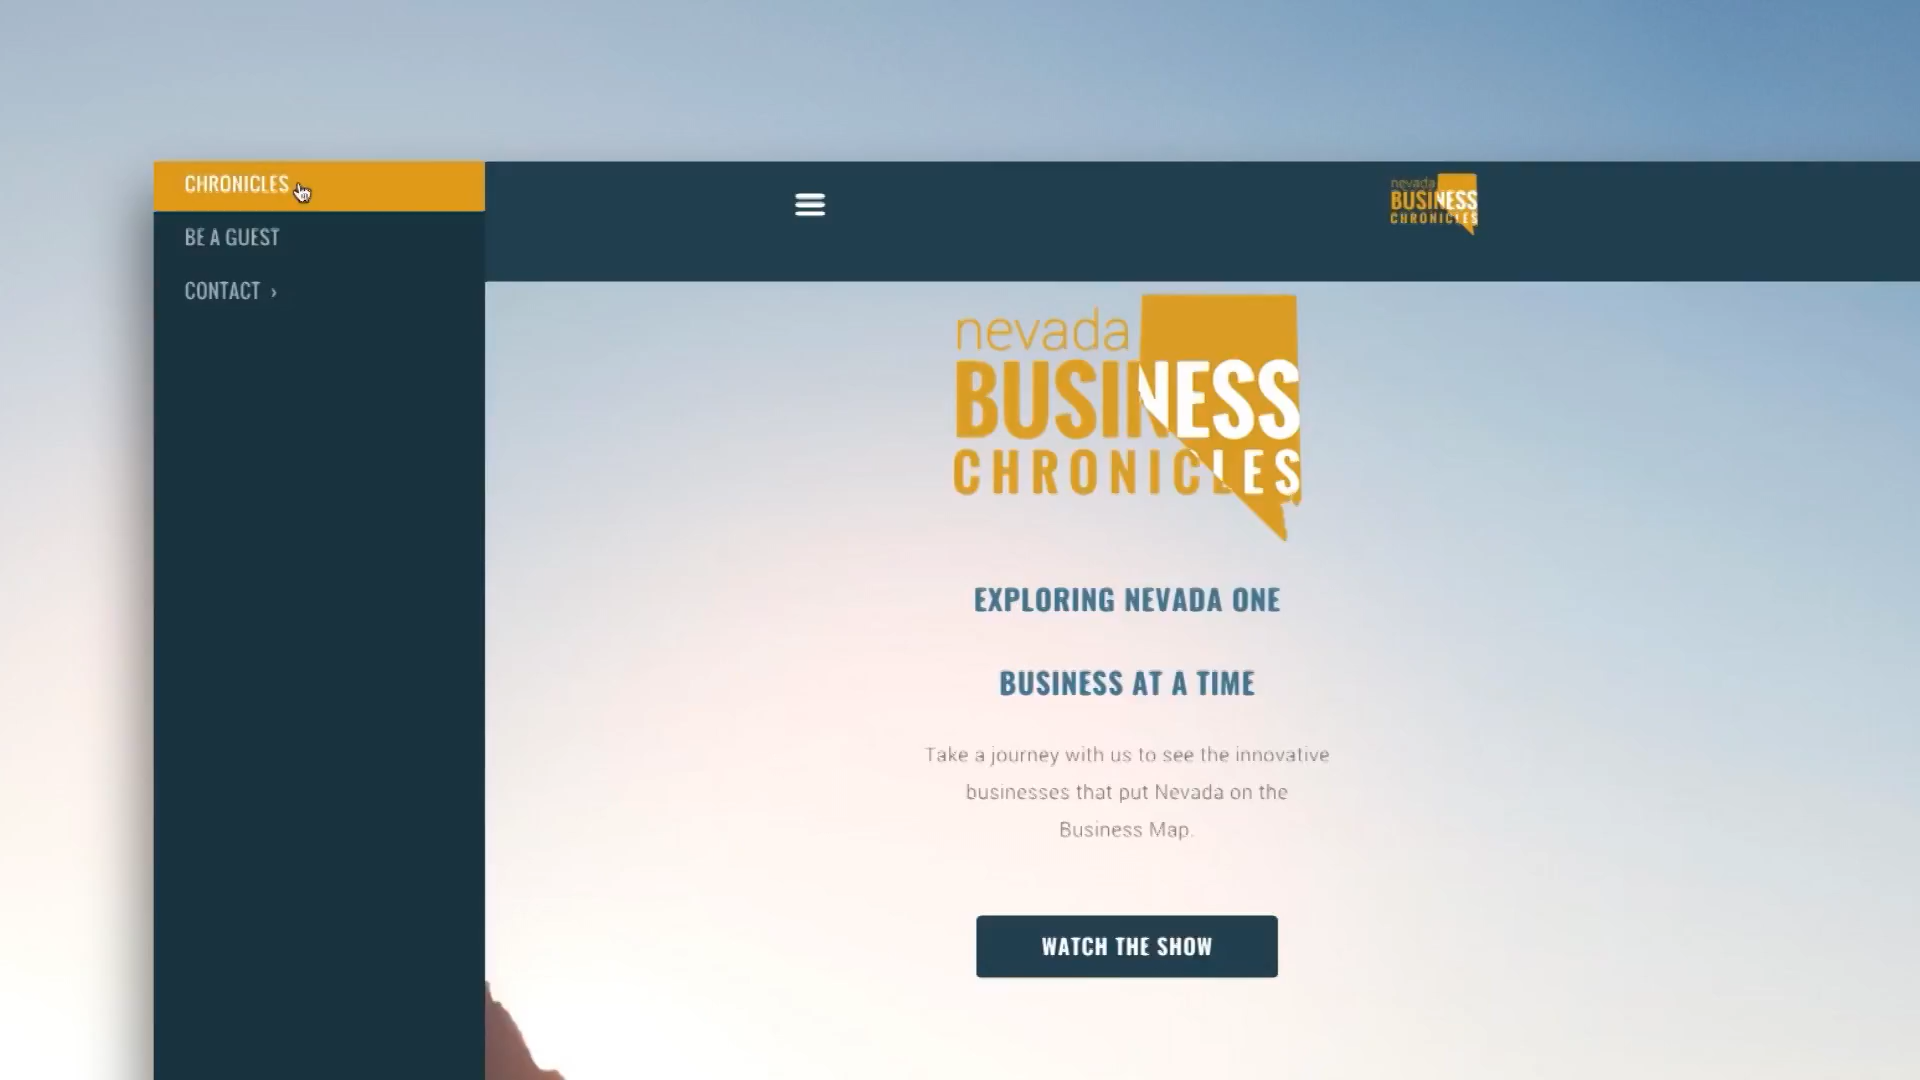 CHRONICLES
BE A GUEST
CONTACT ›
nevada
BUSINESS
CHRONICLES
nevada
BUSINESS
CHRONICLES
EXPLORING NEVADA ONE
BUSINESS AT A TIME
Take a journey with us to see the innovative
businesses that put Nevada on the
Business Map.
WATCH THE SHOW